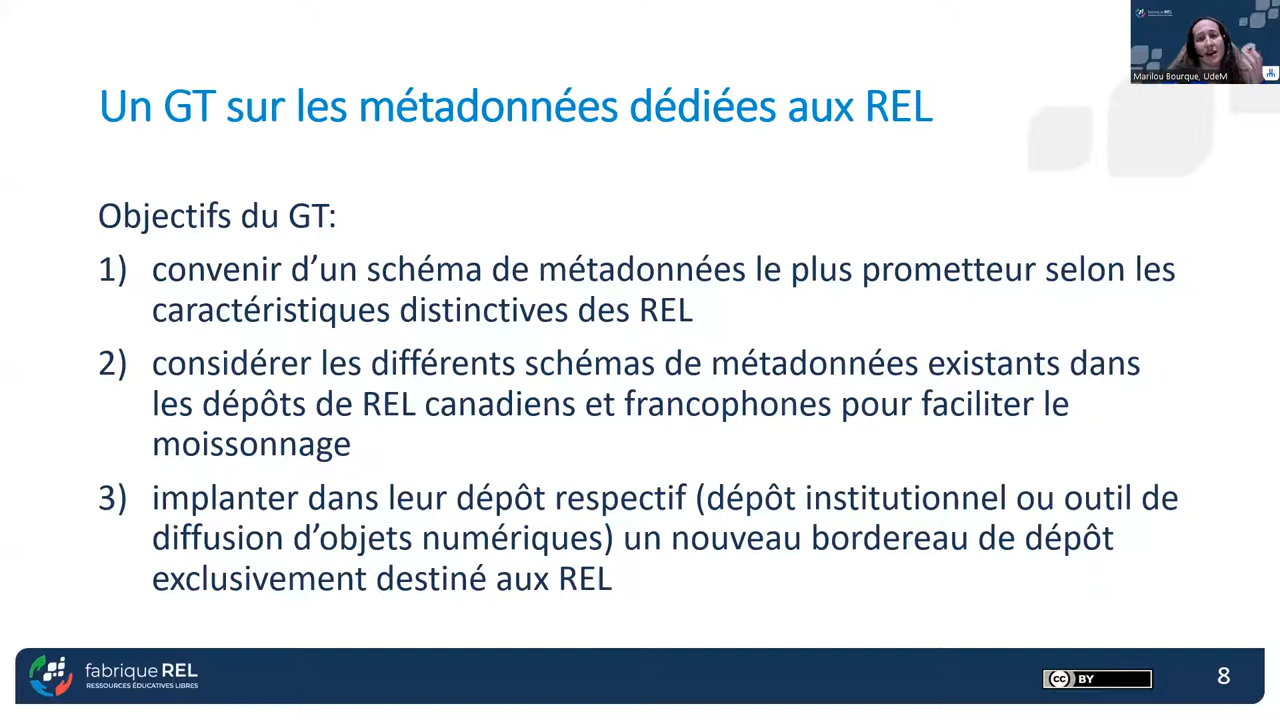 fabrique REL
Marilou Bourque, UdeM
Un GT sur les métadonnées dédiées aux REL
Objectifs du GT:
1) convenir d’un schéma de métadonnées le plus prometteur selon les
caractéristiques distinctives des REL
2) considérer les différents schémas de métadonnées existants dans
les dépôts de REL canadiens et francophones pour faciliter le
moissonnage
3) implanter dans leur dépôt respectif (dépôt institutionnel ou outil de
diffusion d’objets numériques) un nouveau bordereau de dépôt
exclusivement destiné aux REL
fabrique REL
RESSOURCES ÉDUCATIVES LIBRES
cc BY
8